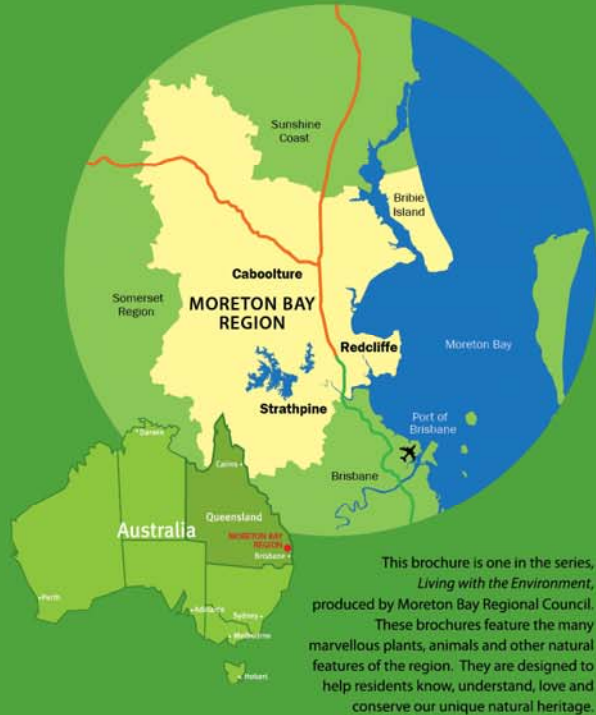 Sunshine
Coast
Bribie
Island
Caboolture
Somerset
Region
MORETON BAY
REGION
Redcliffe
Moreton Bay
Strathpine
Port of
Brisbane
Brisbane
Darwin
Cairns
Queensland
Australia
MORETON BAY
REGION
Brisbane
Perth
Adelaide
Sydney
Melbourne
Hobart
This brochure is one in the series,
Living with the Environment,
produced by Moreton Bay Regional Council.
These brochures feature the many
marvellous plants, animals and other natural
features of the region. They are designed to
help residents know, understand, love and
conserve our unique natural heritage.